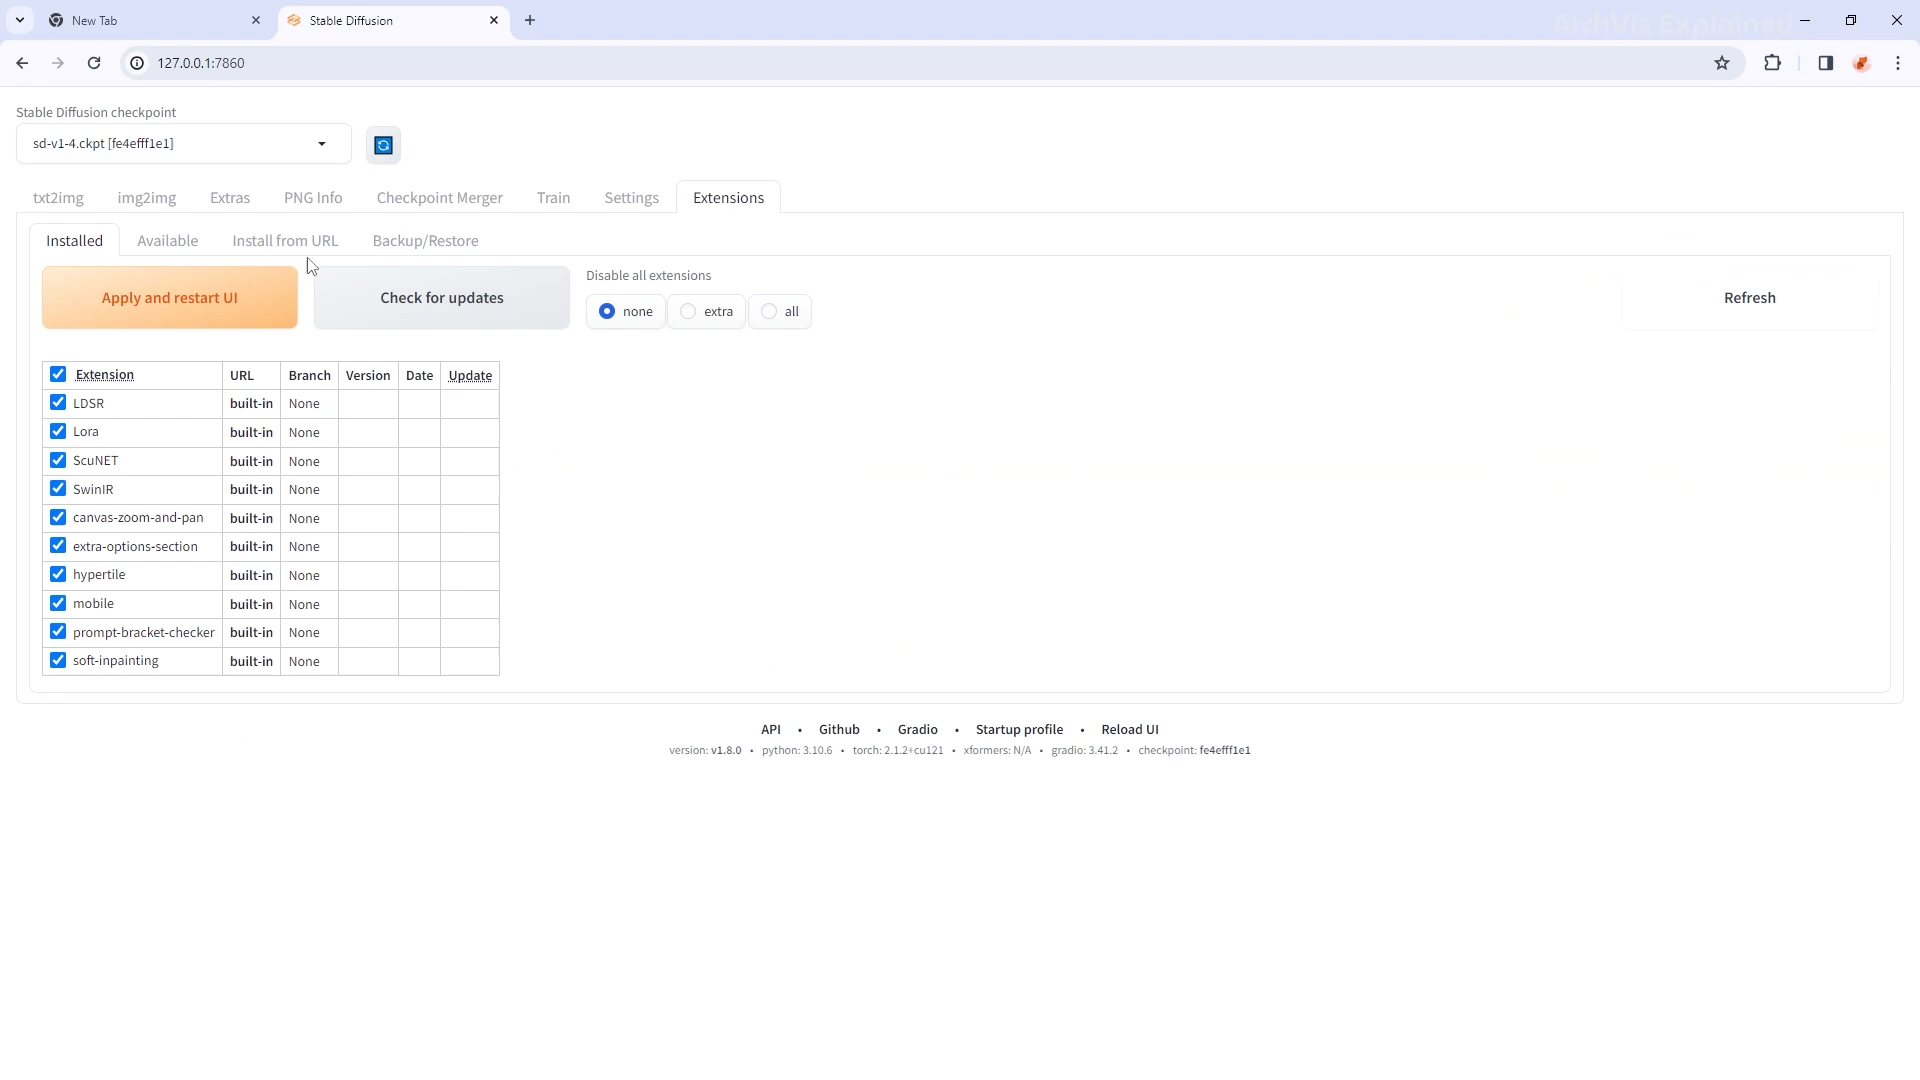 New Tab
Stable Diffusion
ArchViz Explained
127.0.0.1:7860
Stable Diffusion checkpoint
sd-v1-4.ckpt [fe4efff1e1]
txt2img img2img Extras PNG Info Checkpoint Merger Train Settings Extensions
Installed Available Install from URL Backup/Restore
Apply and restart UI
Check for updates
Disable all extensions
none extra all
Refresh
Extension URL Branch Version Date Update
LDSR built-in None
Lora built-in None
ScuNET built-in None
SwinIR built-in None
canvas-zoom-and-pan built-in None
extra-options-section built-in None
hypertile built-in None
mobile built-in None
prompt-bracket-checker built-in None
soft-inpainting built-in None
API • Github • Gradio • Startup profile • Reload UI
version: v1.8.0 • python: 3.10.6 • torch: 2.1.2+cu121 • xformers: N/A • gradio: 3.41.2 • checkpoint: fe4efff1e1